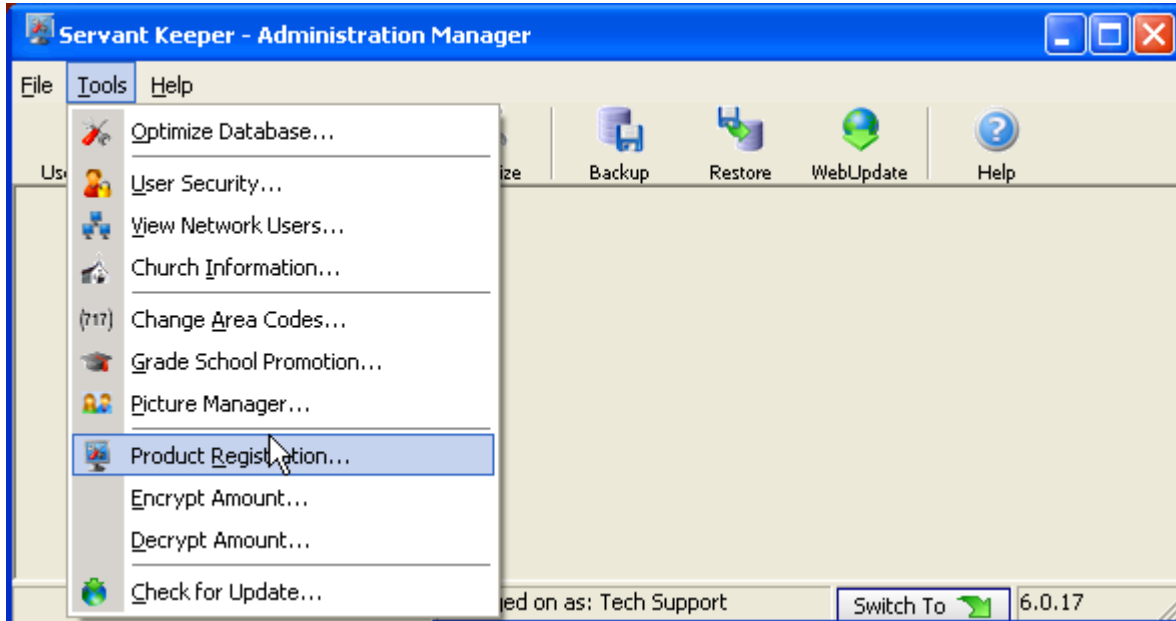 Servant Keeper - Administration Manager
File Tools Help
Optimize Database...
User Security...
View Network Users...
Church Information...
(717) Change Area Codes...
Grade School Promotion...
Picture Manager...
Product Registration...
Encrypt Amount...
Decrypt Amount...
Check for Update...
Backup Restore WebUpdate Help
on as: Tech Support Switch To 6.0.17